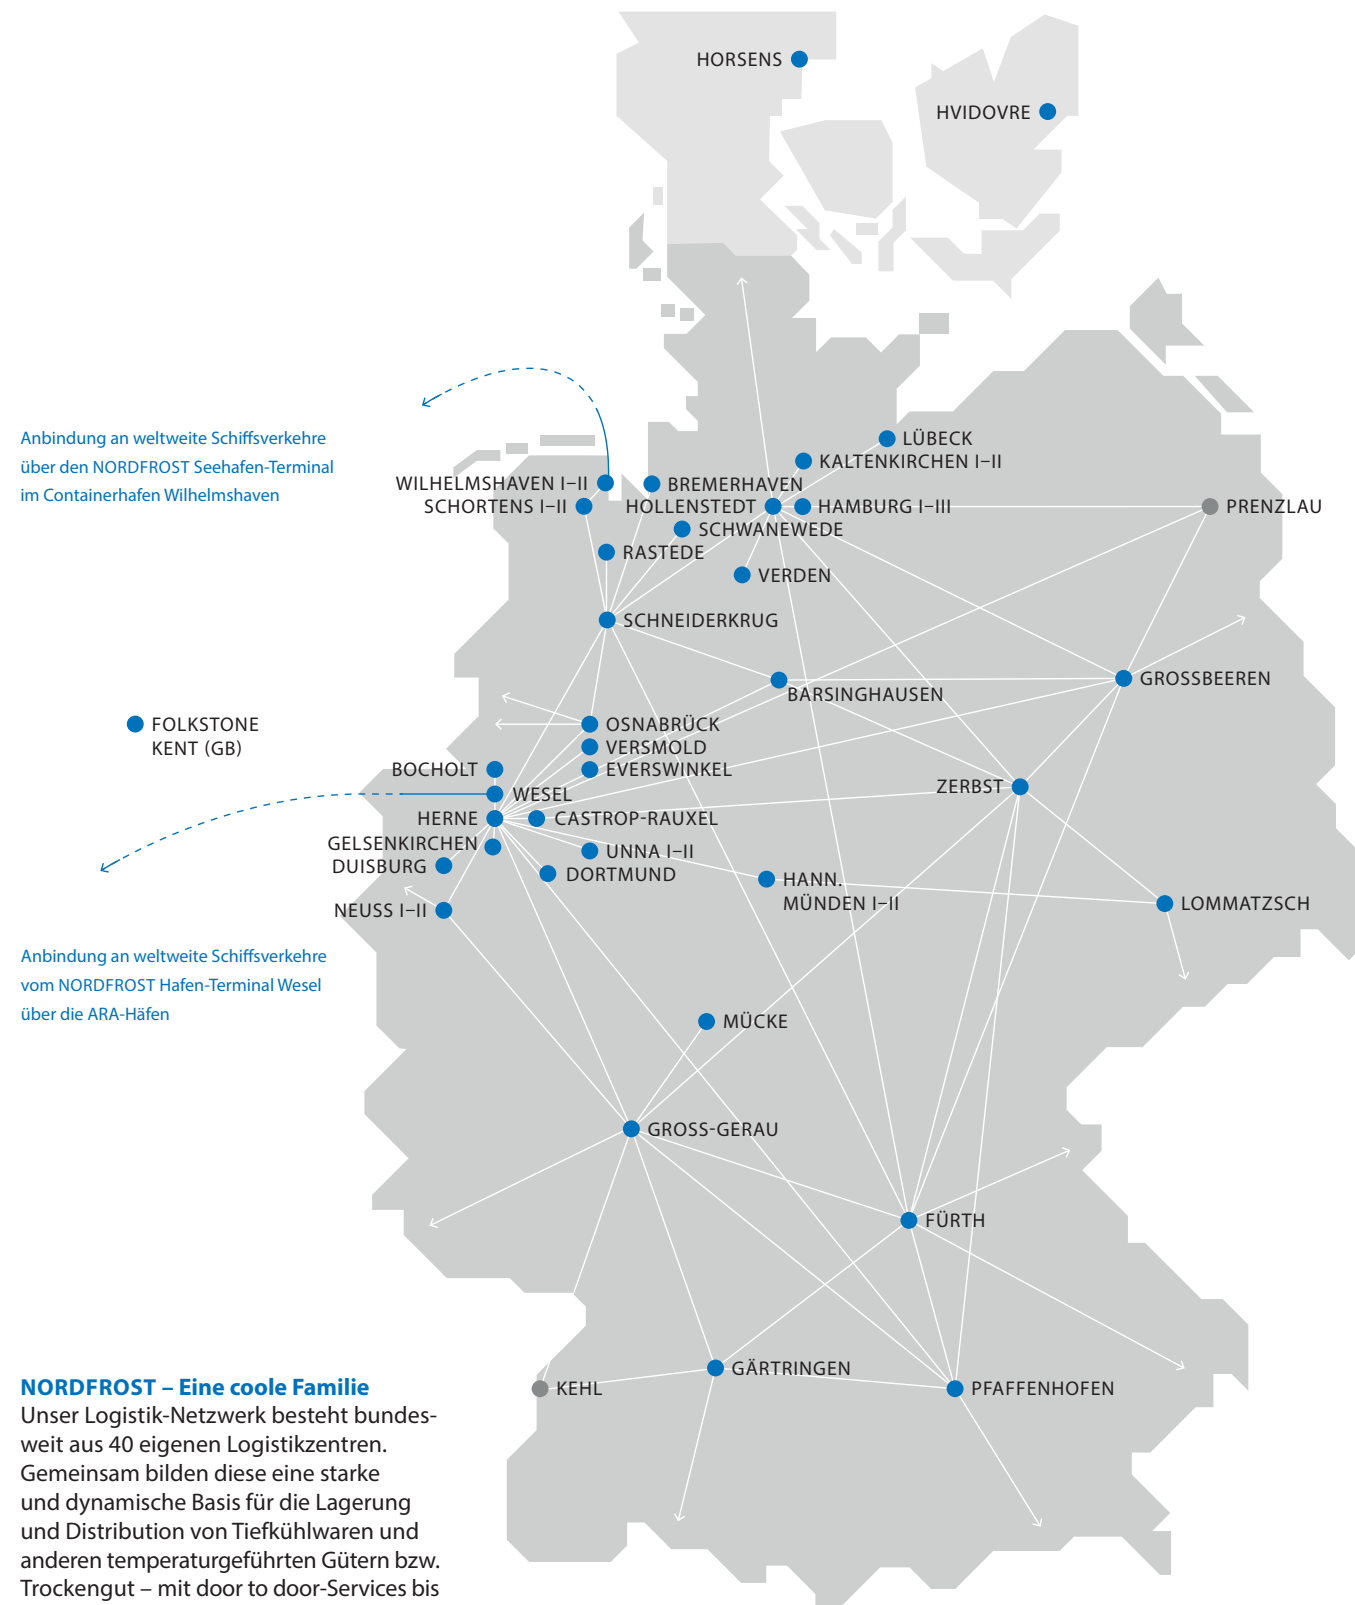 HORSENS
HVIDOVRE
Anbindung an weltweite Schiffsverkehre
über den NORDFROST Seehafen-Terminal
im Containerhafen Wilhelmshaven
LÜBECK
KALTENKIRCHEN I–II
WILHELMSHAVEN I–II
BREMERHAVEN
SCHORTENS I–II
HOLLENSTEDT
HAMBURG I–III
PRENZLAU
SCHWANEWEDE
RASTEDE
VERDEN
SCHNEIDERKRUG
GROSSBEEREN
BARSINGHAUSEN
FOLKSTONE
KENT (GB)
OSNABRÜCK
VERSMOLD
EVERSWINKEL
BOCHOLT
ZERBST
WESEL
HERNE
CASTROP-RAUXEL
GELSENKIRCHEN
UNNA I–II
DUISBURG
DORTMUND
HANN.
MÜNDEN I–II
LOMMATZSCH
NEUSS I–II
Anbindung an weltweite Schiffsverkehre
vom NORDFROST Hafen-Terminal Wesel
über die ARA-Häfen
MÜCKE
GROSS-GERAU
FÜRTH
GÄRTRINGEN
KEHL
PFAFFENHOFEN
NORDFROST – Eine coole Familie
Unser Logistik-Netzwerk besteht bundes-
weit aus 40 eigenen Logistikzentren.
Gemeinsam bilden diese eine starke
und dynamische Basis für die Lagerung
und Distribution von Tiefkühlwaren und
anderen temperaturgeführten Gütern bzw.
Trockengut – mit door to door-Services bis